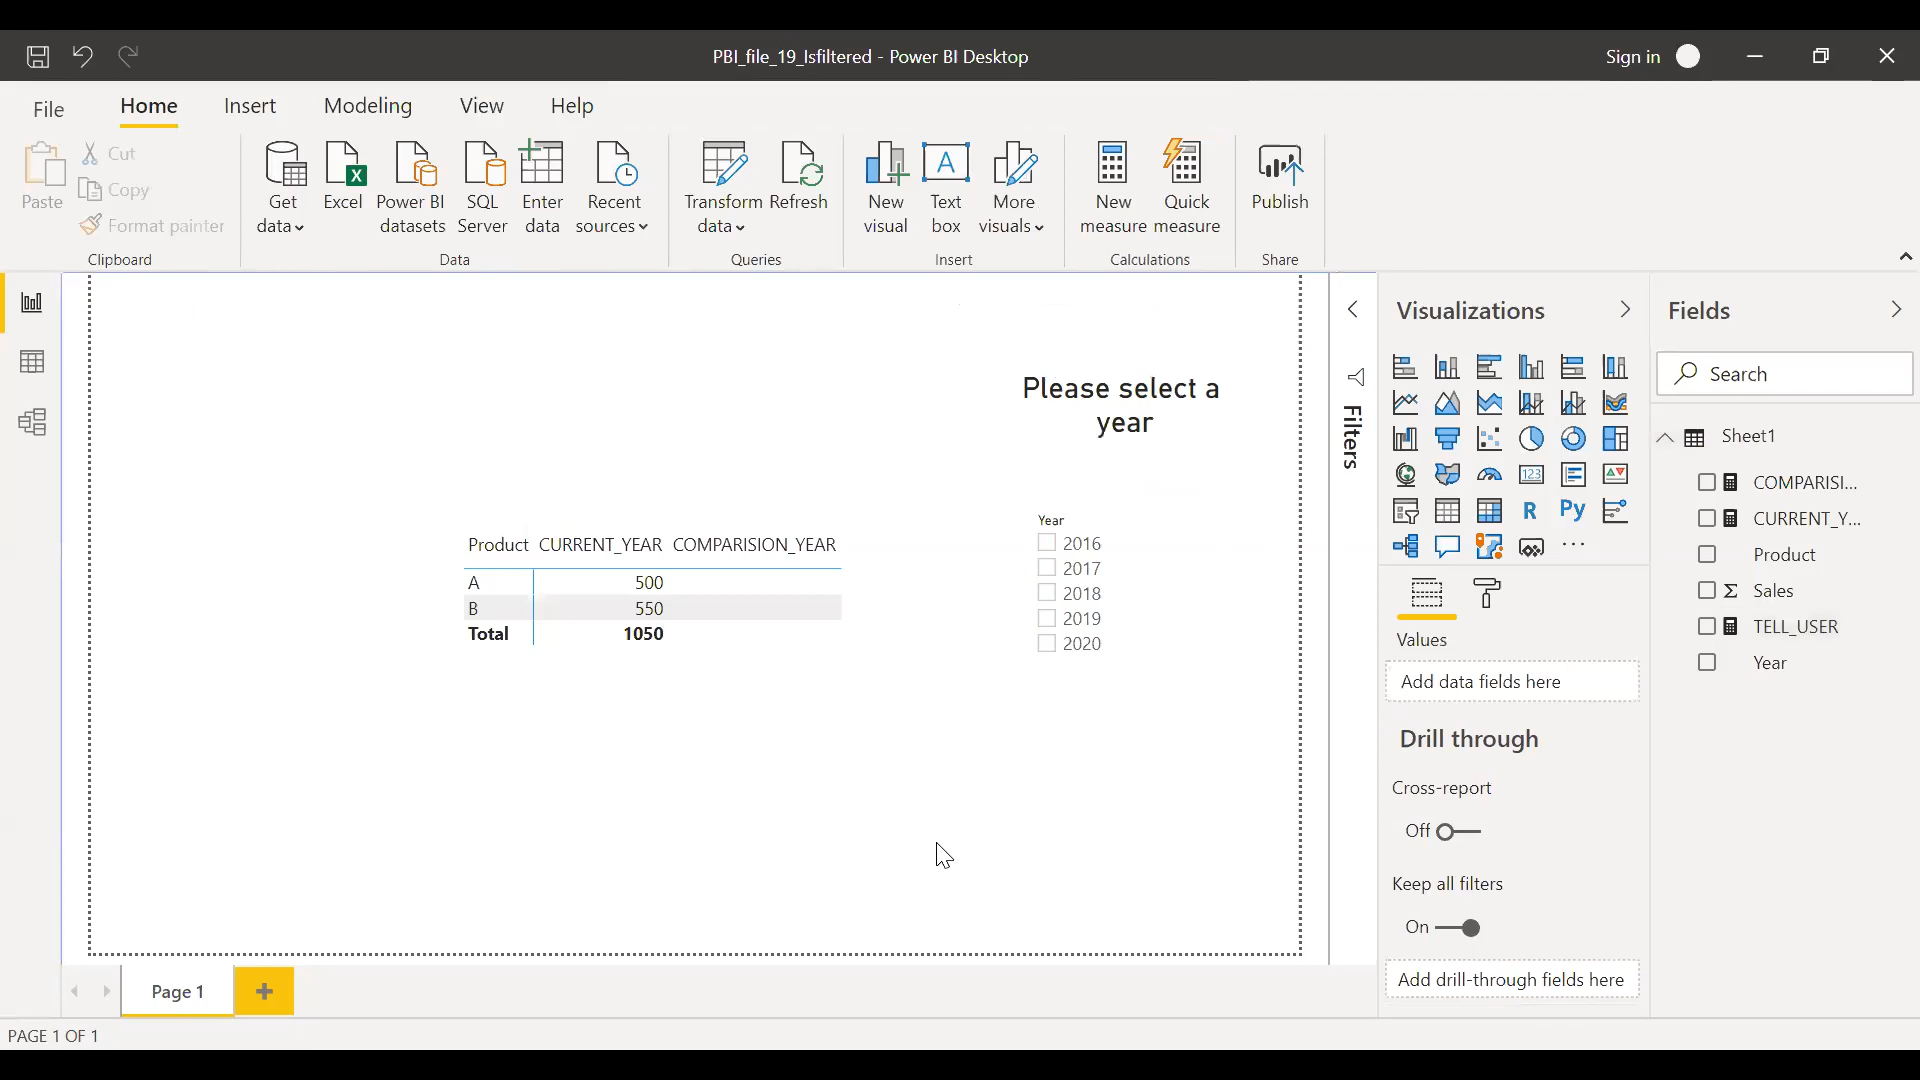 PBI_file_19_Isfiltered - Power BI Desktop
Sign in
File
Home
Insert
Modeling
View
Help
Paste
Cut
Copy
Format painter
Clipboard
Get
data
Excel
Power BI
datasets
SQL
Server
Enter
data
Recent
sources
Data
Transform
data
Refresh
Queries
New
visual
A
Text
box
More
visuals
Insert
New
measure
Quick
measure
Calculations
Publish
Share
Please select a
year
Product CURRENT_YEAR COMPARISION_YEAR
A 500
B 550
Total 1050
Year
2016
2017
2018
2019
2020
Filters
Visualizations
123
R
Py
Values
Add data fields here
Drill through
Cross-report
Off
Keep all filters
On
Add drill-through fields here
Fields
Search
Sheet1
COMPARISI...
CURRENT_Y...
Product
Sales
TELL_USER
Year
Page 1
PAGE 1 OF 1